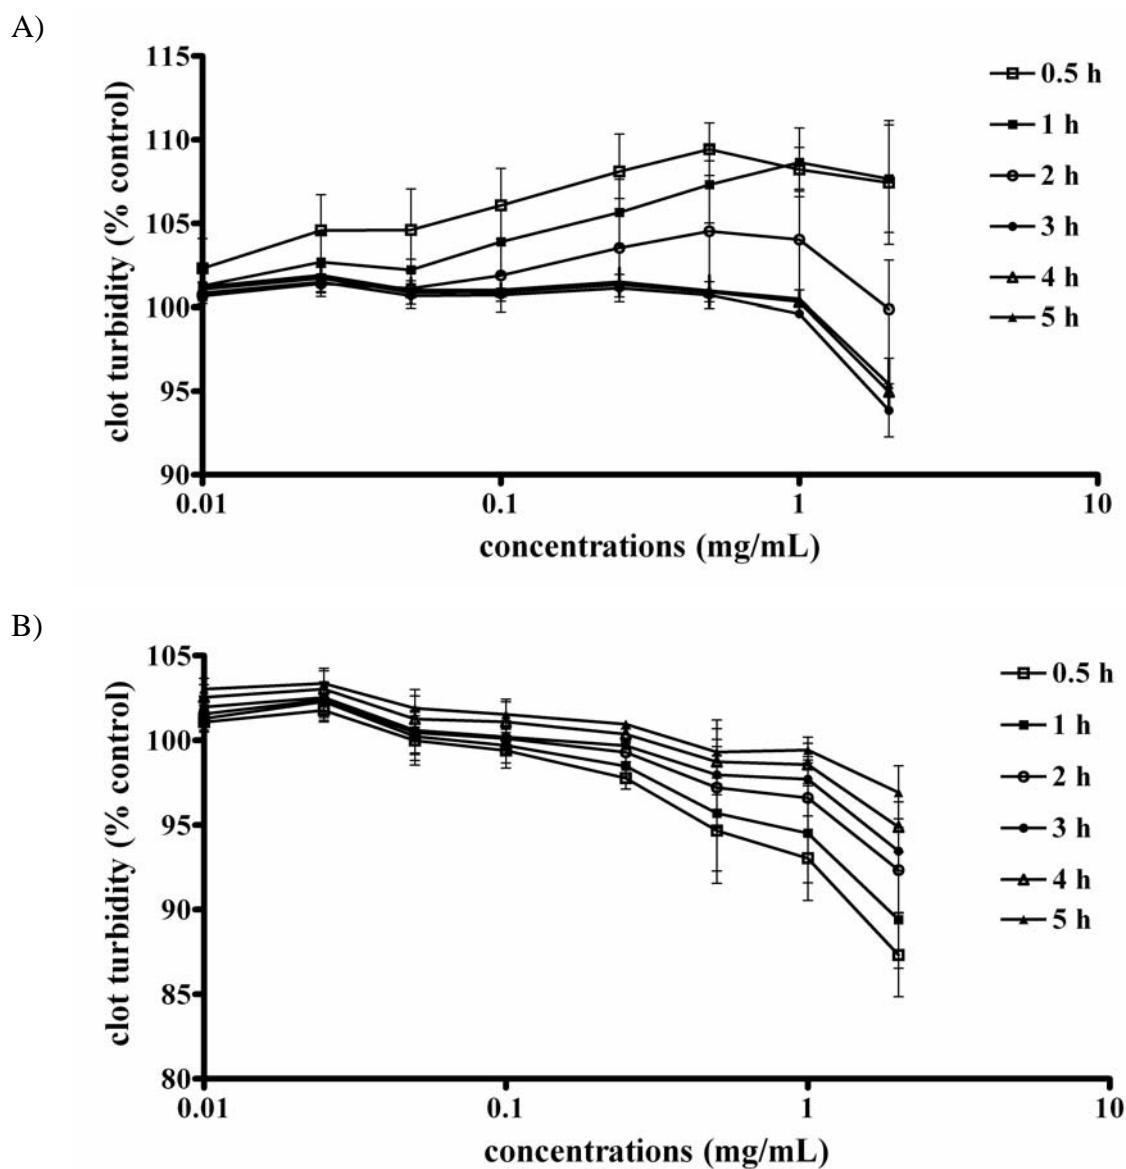 A)
115
110
105
100
95
90
clot turbidity (% control)
0.01
0.1
1
10
concentrations (mg/mL)
0.5 h
1 h
2 h
3 h
4 h
5 h
B)
105
100
95
90
85
80
clot turbidity (% control)
0.01
0.1
1
10
concentrations (mg/mL)
0.5 h
1 h
2 h
3 h
4 h
5 h